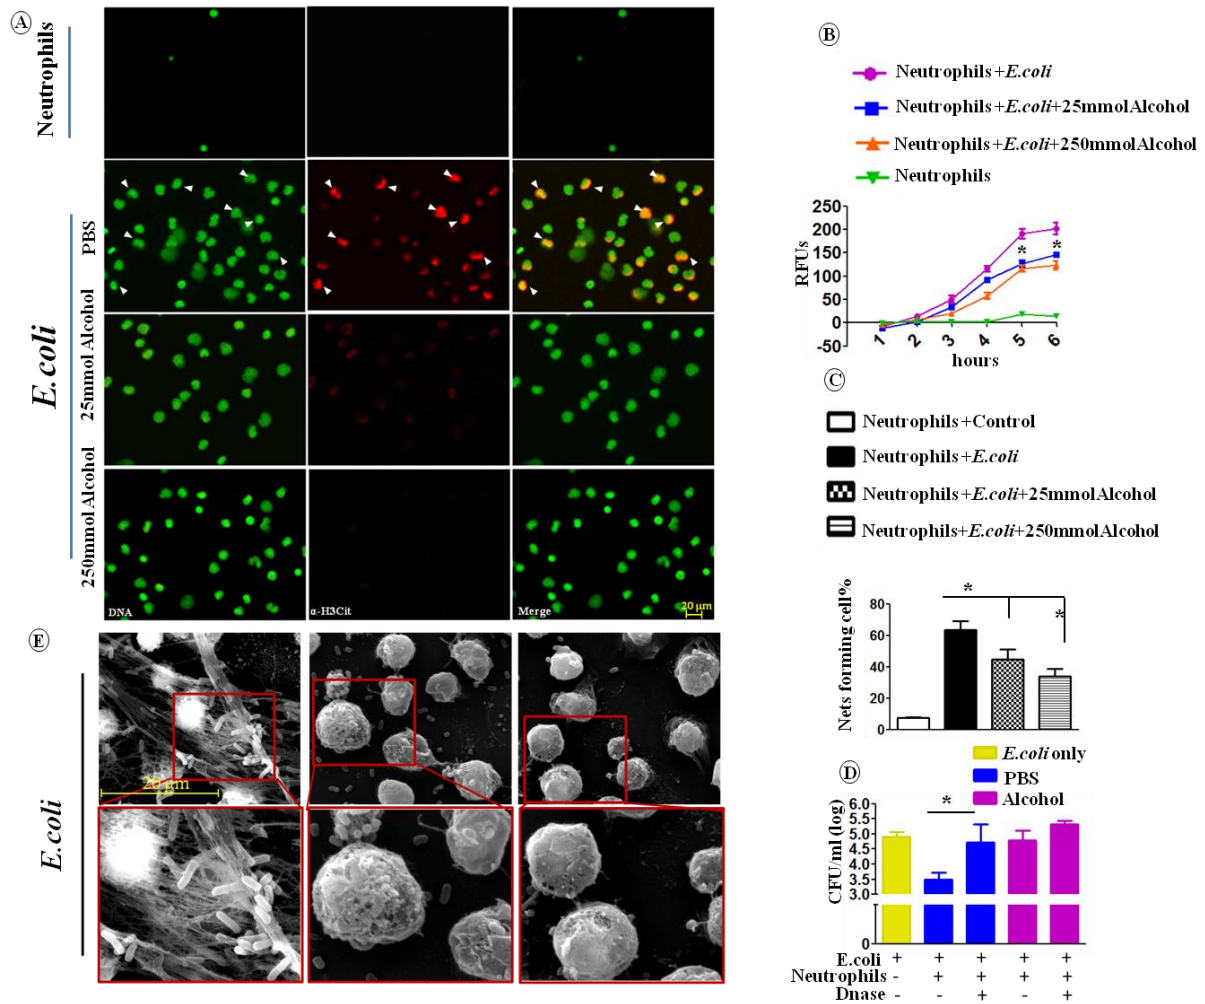 A
Neutrophils
PBS
25mmol Alcohol
250mmol Alcohol
E.coli
DNA
α-H3Cit
Merge
20 μm
B
Neutrophils+E.coli
Neutrophils+E.coli+25mmolAlcohol
Neutrophils+E.coli+250mmolAlcohol
Neutrophils
RFUs
250
200
150
100
50
0
-50
* *
1 2 3 4 5 6
hours
C
Neutrophils+Control
Neutrophils+E.coli
Neutrophils+E.coli+25mmolAlcohol
Neutrophils+E.coli+250mmolAlcohol
Nets forming cell%
80
60
40
20
0
*
*
D
E.coli only
PBS
Alcohol
CFU/ml (log)
6.0
5.5
5.0
4.5
4.0
3.5
3.0
0
*
E.coli + + + + +
Neutrophils - + + + +
Dnase - - + - +
E
E.coli
20 μm